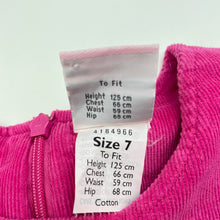 To Fit
Height 125 cm
Chest 66 cm
Waist 59 cm
Hip 68 cm
4184966
Size 7
To Fit
Height 125 cm
Chest 66 cm
Waist 59 cm
Hip 68 cm
Cotton